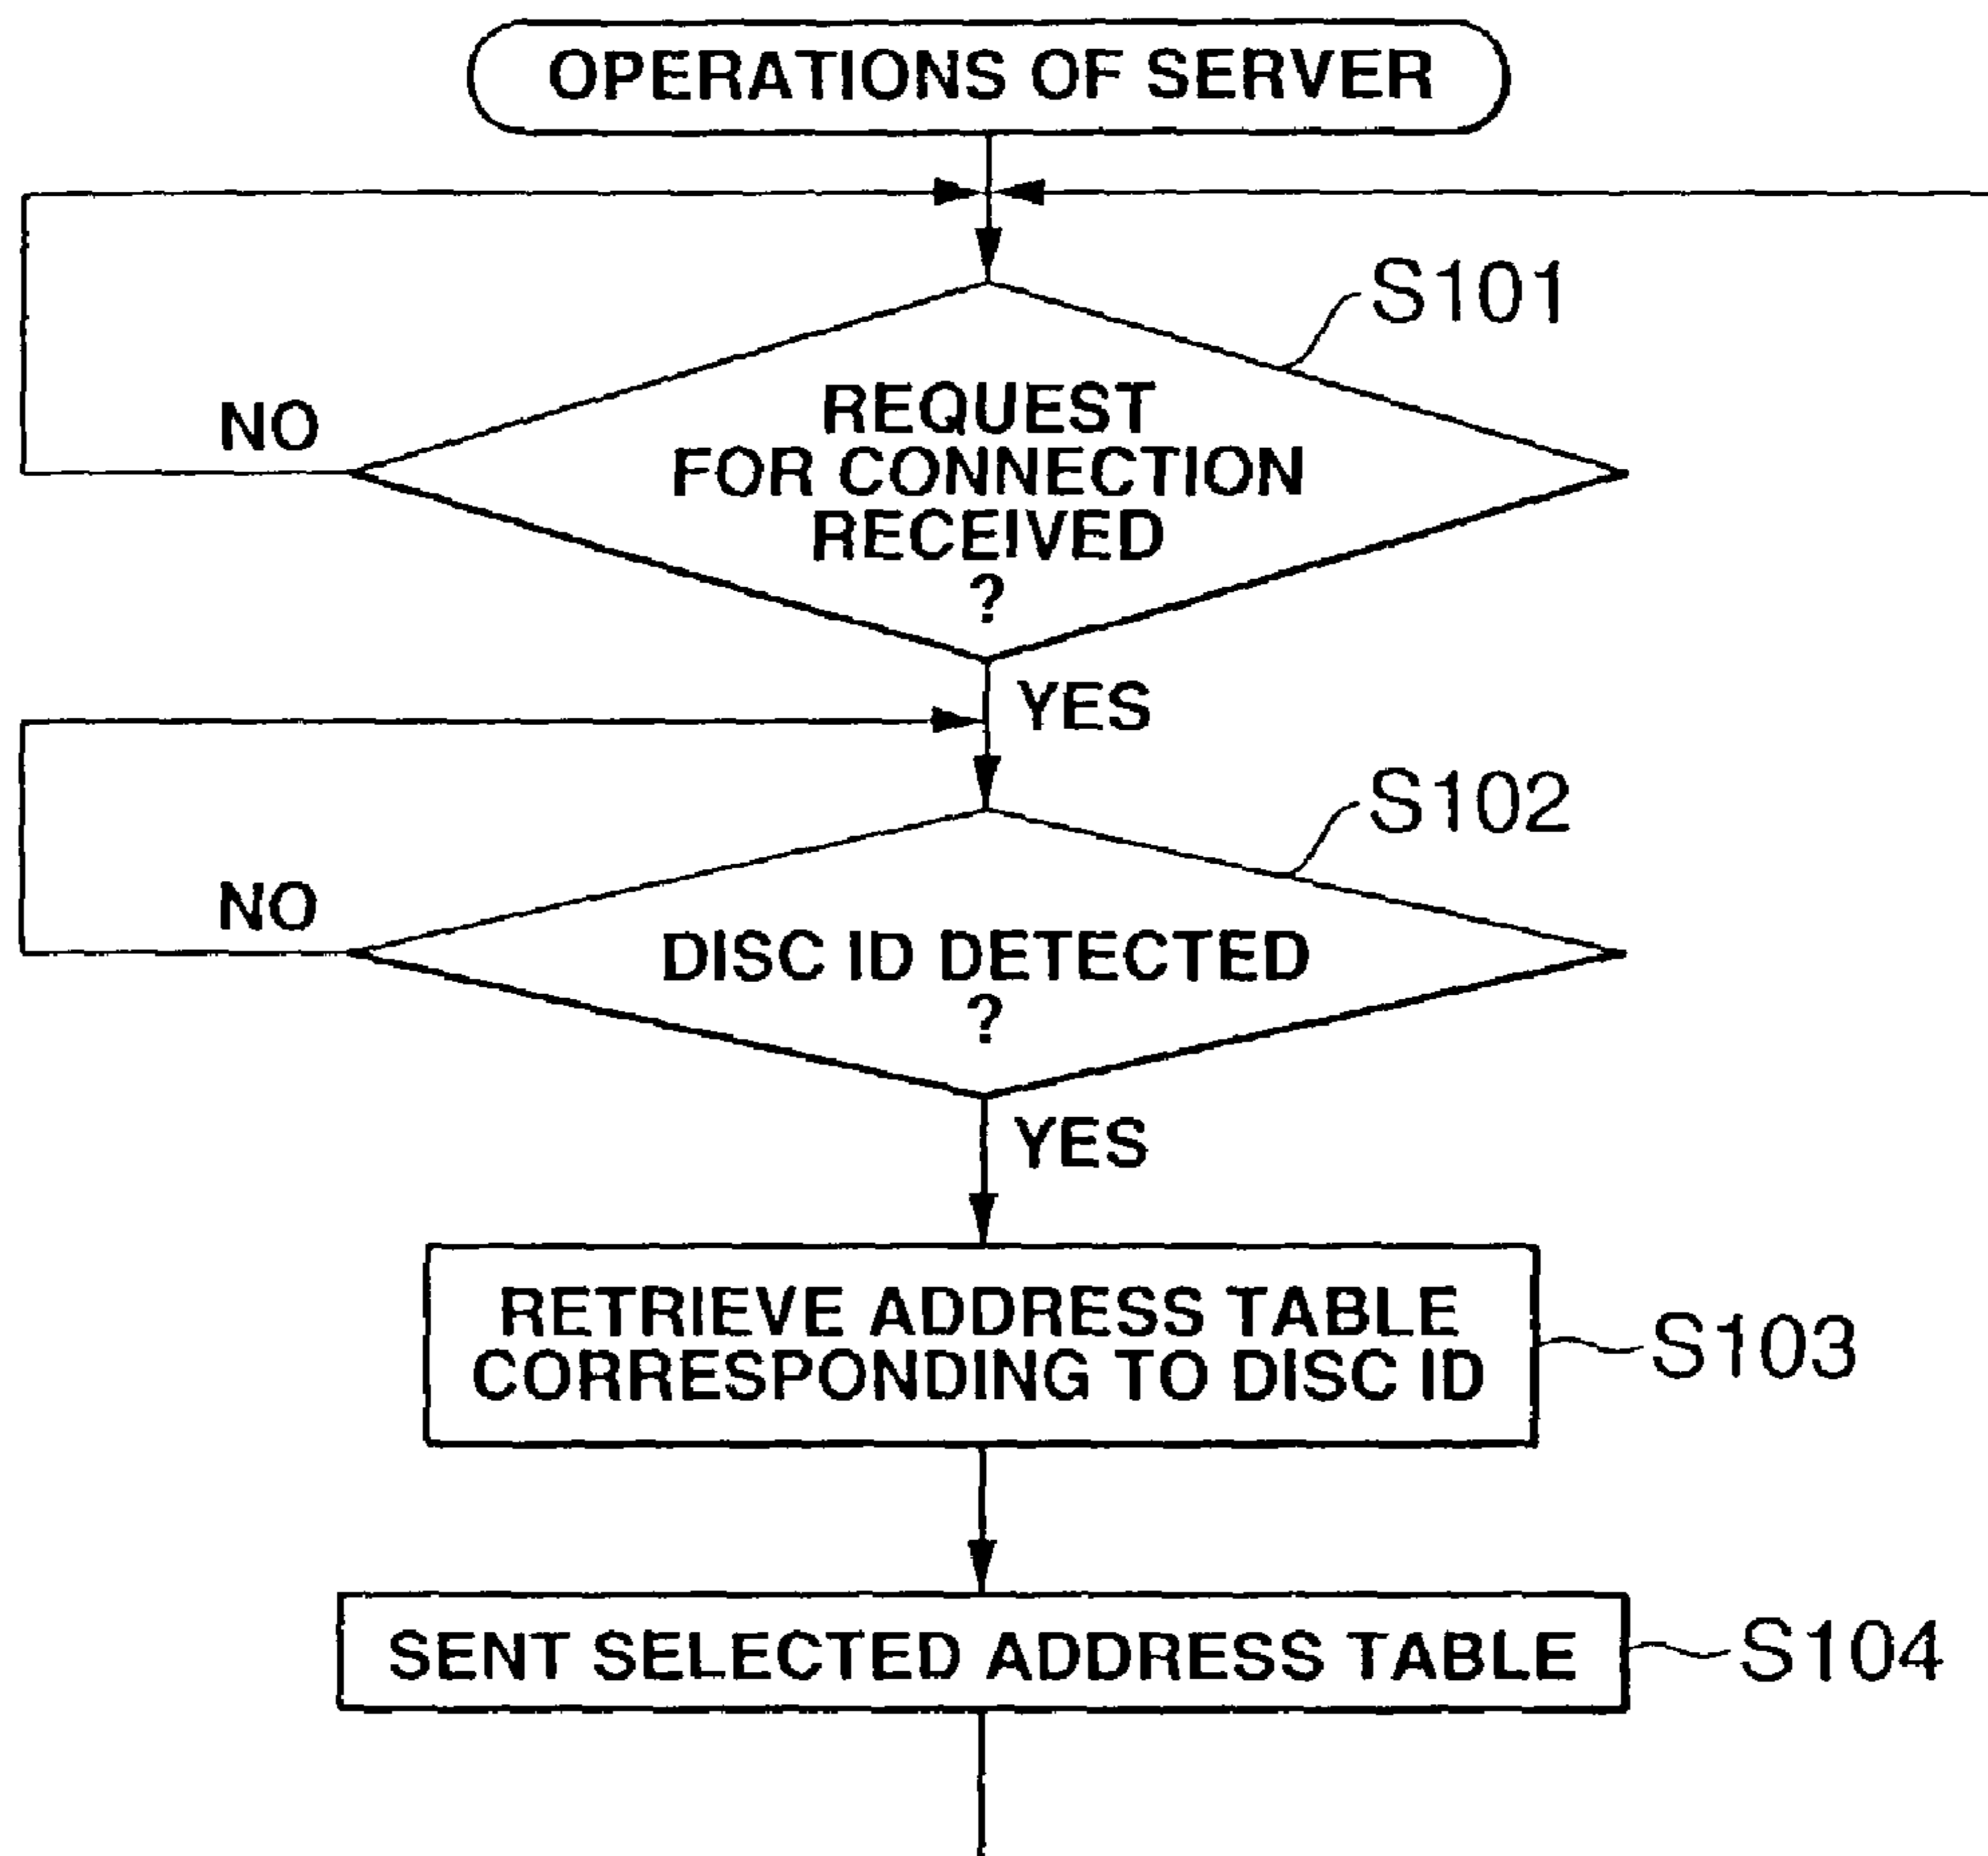 OPERATIONS OF SERVER
S101
REQUEST
FOR CONNECTION
RECEIVED
?
NO
YES
S102
DISC ID DETECTED
?
NO
YES
RETRIEVE ADDRESS TABLE
CORRESPONDING TO DISC ID
S103
SENT SELECTED ADDRESS TABLE
S104